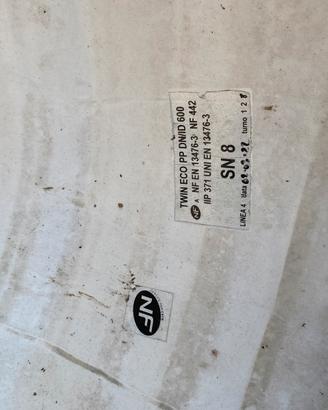 TWIN ECO PP DN/ID 600
NF A NF EN 13476-3 NF 442
IIP 371 UNI EN 13476-3
SN 8
LINEA 4 data turno 1 2
NF